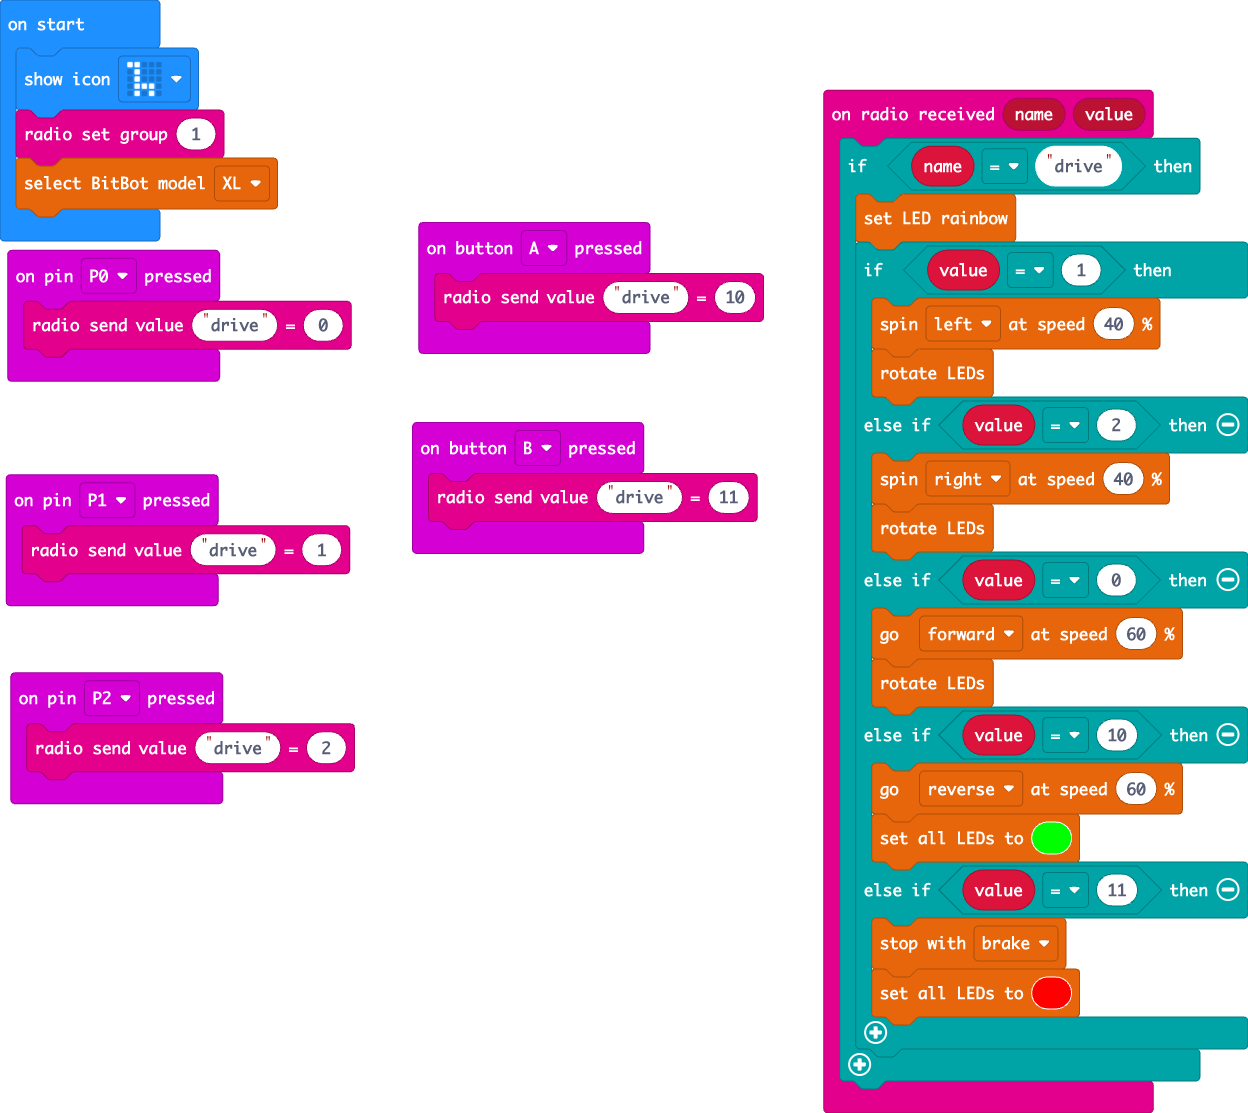 on start
show icon
radio set group 1
select BitBot model XL
on pin P0 pressed
radio send value "drive" = 0
on pin P1 pressed
radio send value "drive" = 1
on pin P2 pressed
radio send value "drive" = 2
on button A pressed
radio send value "drive" = 10
on button B pressed
radio send value "drive" = 11
on radio received name value
if name = "drive" then
set LED rainbow
if value = 1 then
spin left at speed 40 %
rotate LEDs
else if value = 2 then
spin right at speed 40 %
rotate LEDs
else if value = 0 then
go forward at speed 60 %
rotate LEDs
else if value = 10 then
go reverse at speed 60 %
set all LEDs to
else if value = 11 then
stop with brake
set all LEDs to